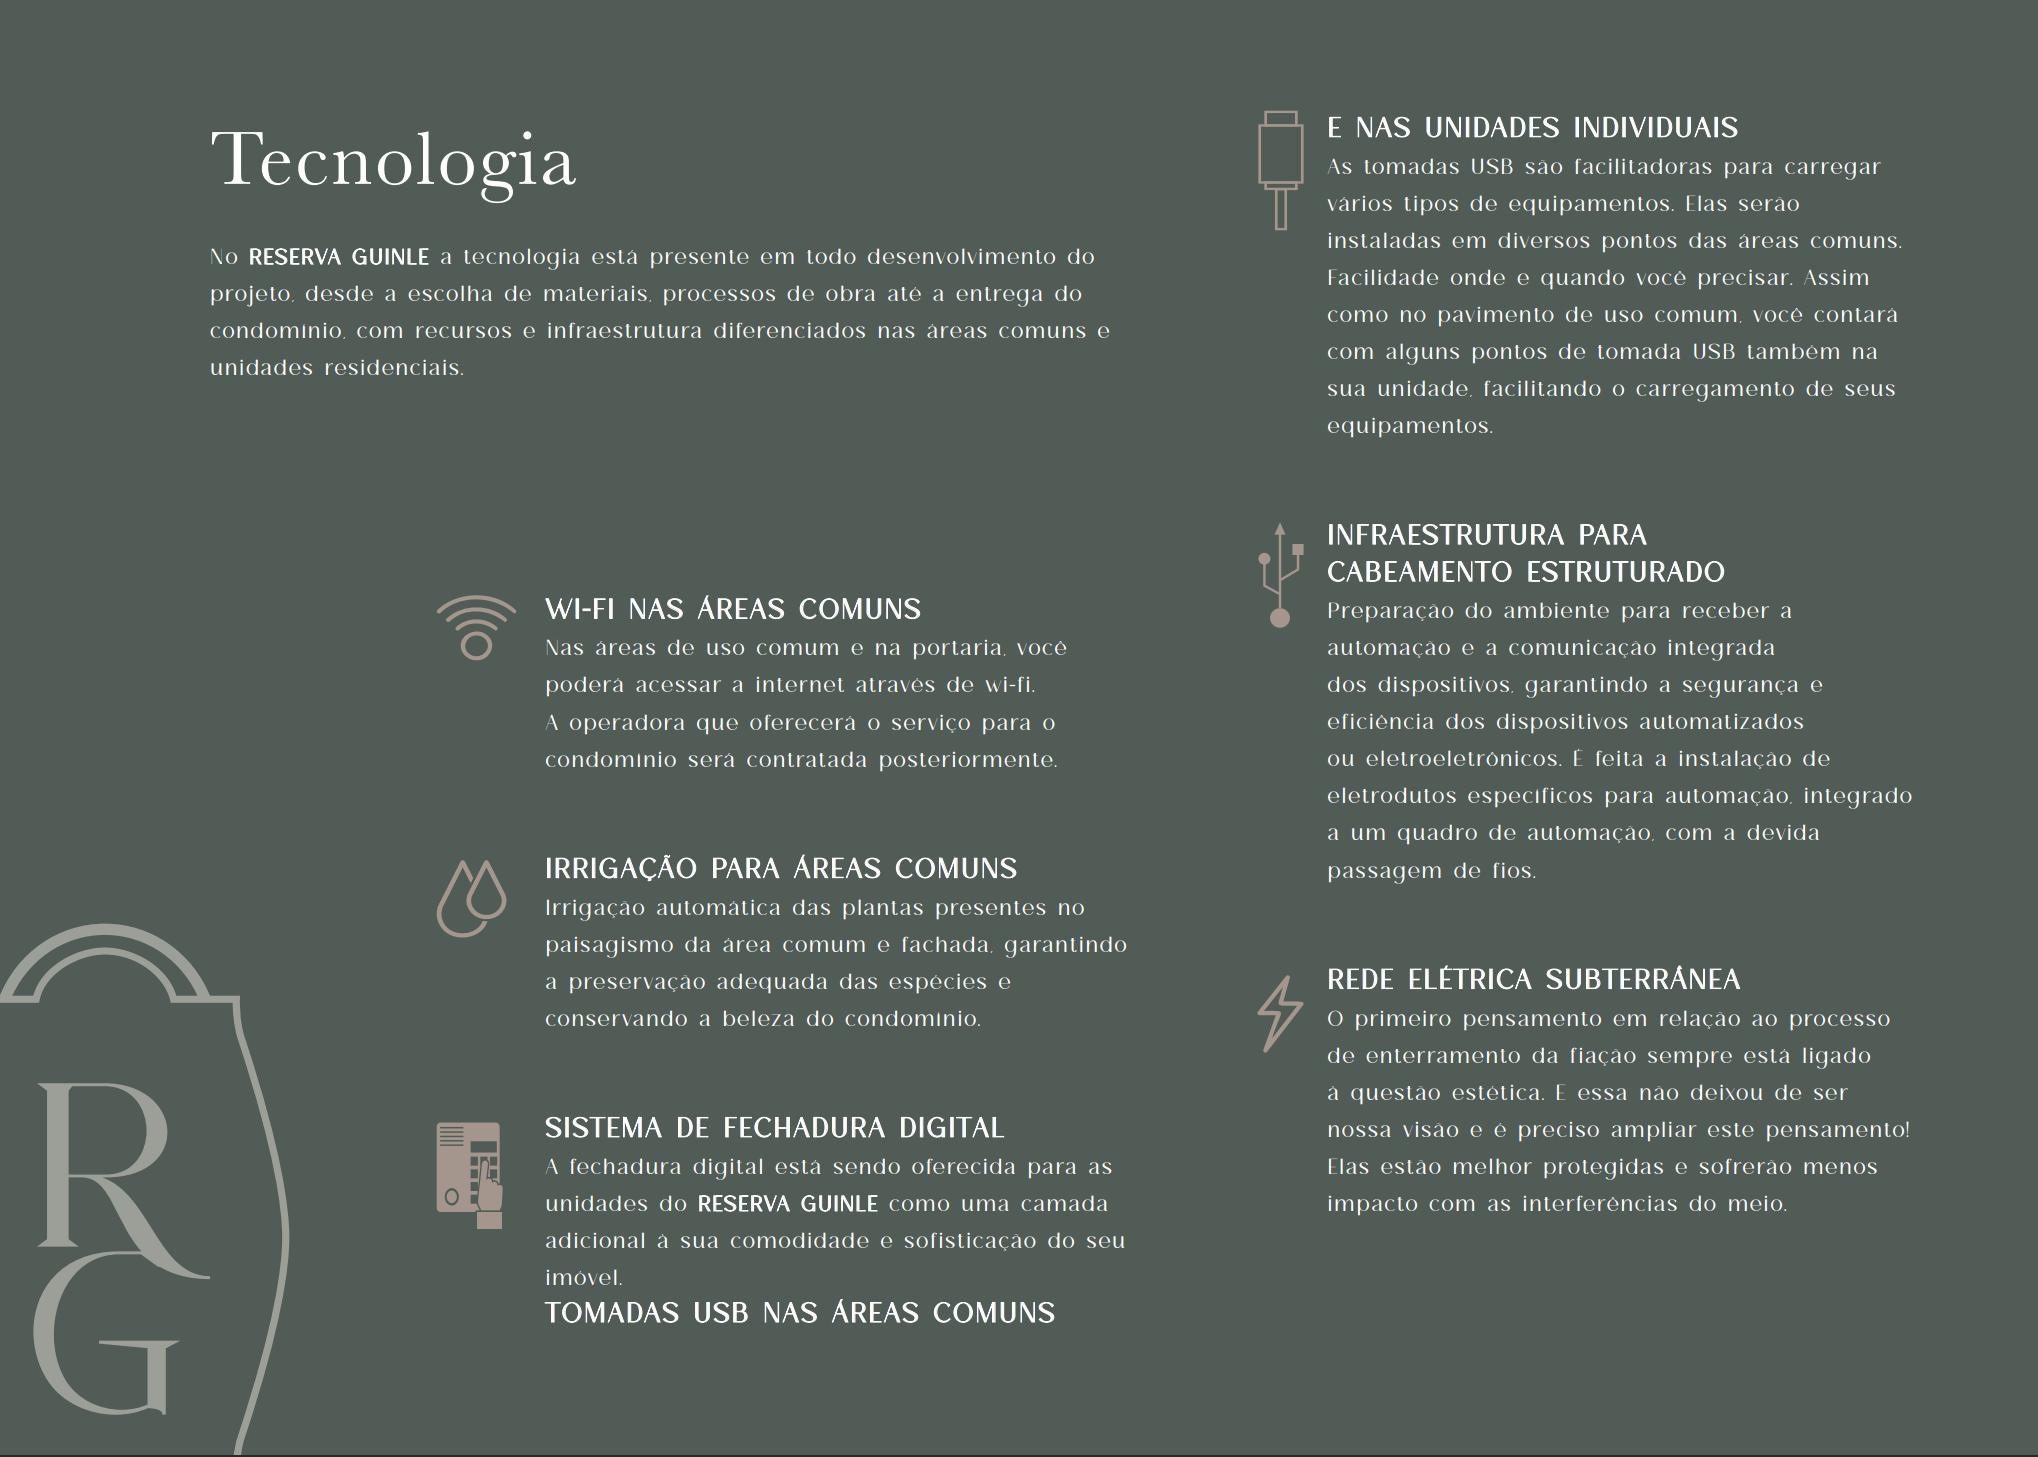 Tecnologia
No RESERVA GUINLE a tecnologia está presente em todo desenvolvimento do
projeto, desde a escolha de materiais, processos de obra até a entrega do
condomínio, com recursos e infraestrutura diferenciados nas áreas comuns e
unidades residenciais.
WI-FI NAS ÁREAS COMUNS
Nas áreas de uso comum e na portaria, você
poderá acessar a internet através de wi-fi.
A operadora que oferecerá o serviço para o
condomínio será contratada posteriormente.
IRRIGAÇÃO PARA ÁREAS COMUNS
Irrigação automática das plantas presentes no
paisagismo da área comum e fachada, garantindo
a preservação adequada das espécies e
conservando a beleza do condomínio.
SISTEMA DE FECHADURA DIGITAL
A fechadura digital está sendo oferecida para as
unidades do RESERVA GUINLE como uma camada
adicional à sua comodidade e sofisticação do seu
imóvel.
TOMADAS USB NAS ÁREAS COMUNS
E NAS UNIDADES INDIVIDUAIS
As tomadas USB são facilitadoras para carregar
vários tipos de equipamentos. Elas serão
instaladas em diversos pontos das áreas comuns.
Facilidade onde e quando você precisar. Assim
como no pavimento de uso comum, você contará
com alguns pontos de tomada USB também na
sua unidade, facilitando o carregamento de seus
equipamentos.
INFRAESTRUTURA PARA
CABEAMENTO ESTRUTURADO
Preparação do ambiente para receber a
automação e a comunicação integrada
dos dispositivos, garantindo a segurança e
eficiência dos dispositivos automatizados
ou eletroeletrônicos. É feita a instalação de
eletrodutos específicos para automação, integrado
a um quadro de automação, com a devida
passagem de fios.
REDE ELÉTRICA SUBTERRÂNEA
O primeiro pensamento em relação ao processo
de enterramento da fiação sempre está ligado
à questão estética. E essa não deixou de ser
nossa visão e é preciso ampliar este pensamento!
Elas estão melhor protegidas e sofrerão menos
impacto com as interferências do meio.
RG